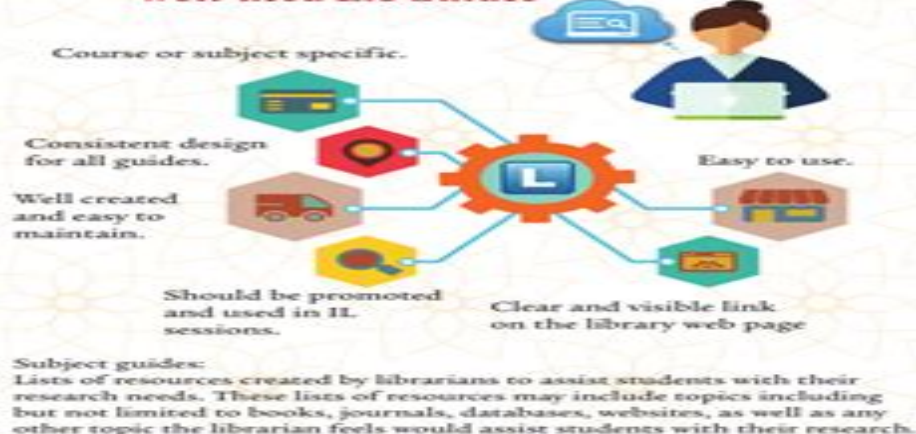 Course or subject specific.
Consistent design
for all guides.
Easy to use.
Well created
and easy to
maintain.
L
Should be promoted
and used in IL
sessions.
Clear and visible link
on the library web page
Subject guides:
Lists of resources created by librarians to assist students with their
research needs. These lists of resources may include topics including
but not limited to books, journals, databases, websites, as well as any
other topic the librarian feels would assist students with their research.